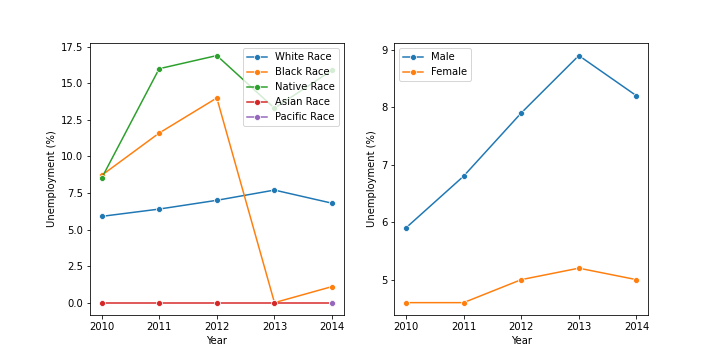 17.5
15.0
12.5
10.0
7.5
5.0
2.5
0.0
Unemployment (%)
2010 2011 2012 2013 2014
Year
White Race
Black Race
Native Race
Asian Race
Pacific Race
9
8
7
6
5
Unemployment (%)
2010 2011 2012 2013 2014
Year
Male
Female